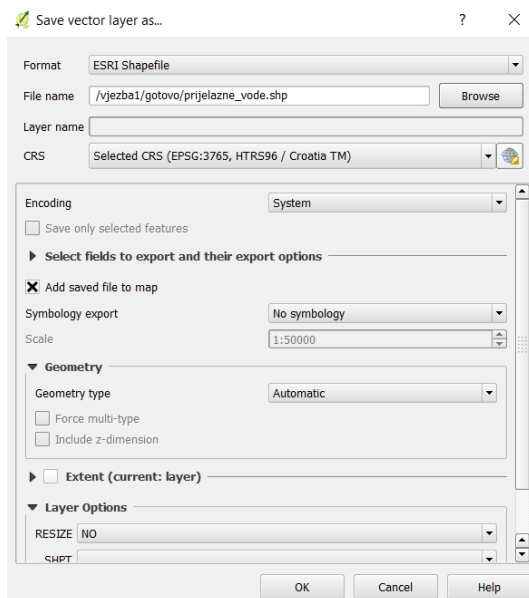 Save vector layer as...
Format ESRI Shapefile
File name /vjezba1/gotovo/prijelazne_vode.shp Browse
Layer name
CRS Selected CRS (EPSG:3765, HTRS96 / Croatia TM)
Encoding System
Save only selected features
Select fields to export and their export options
Add saved file to map
Symbology export No symbology
Scale 1:50000
Geometry
Geometry type Automatic
Force multi-type
Include z-dimension
Extent (current: layer)
Layer Options
RESIZE NO
SHPT
OK Cancel Help